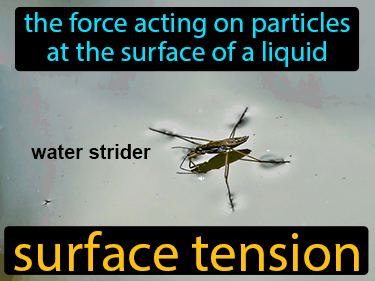 the force acting on particles
at the surface of a liquid
water strider
surface tension